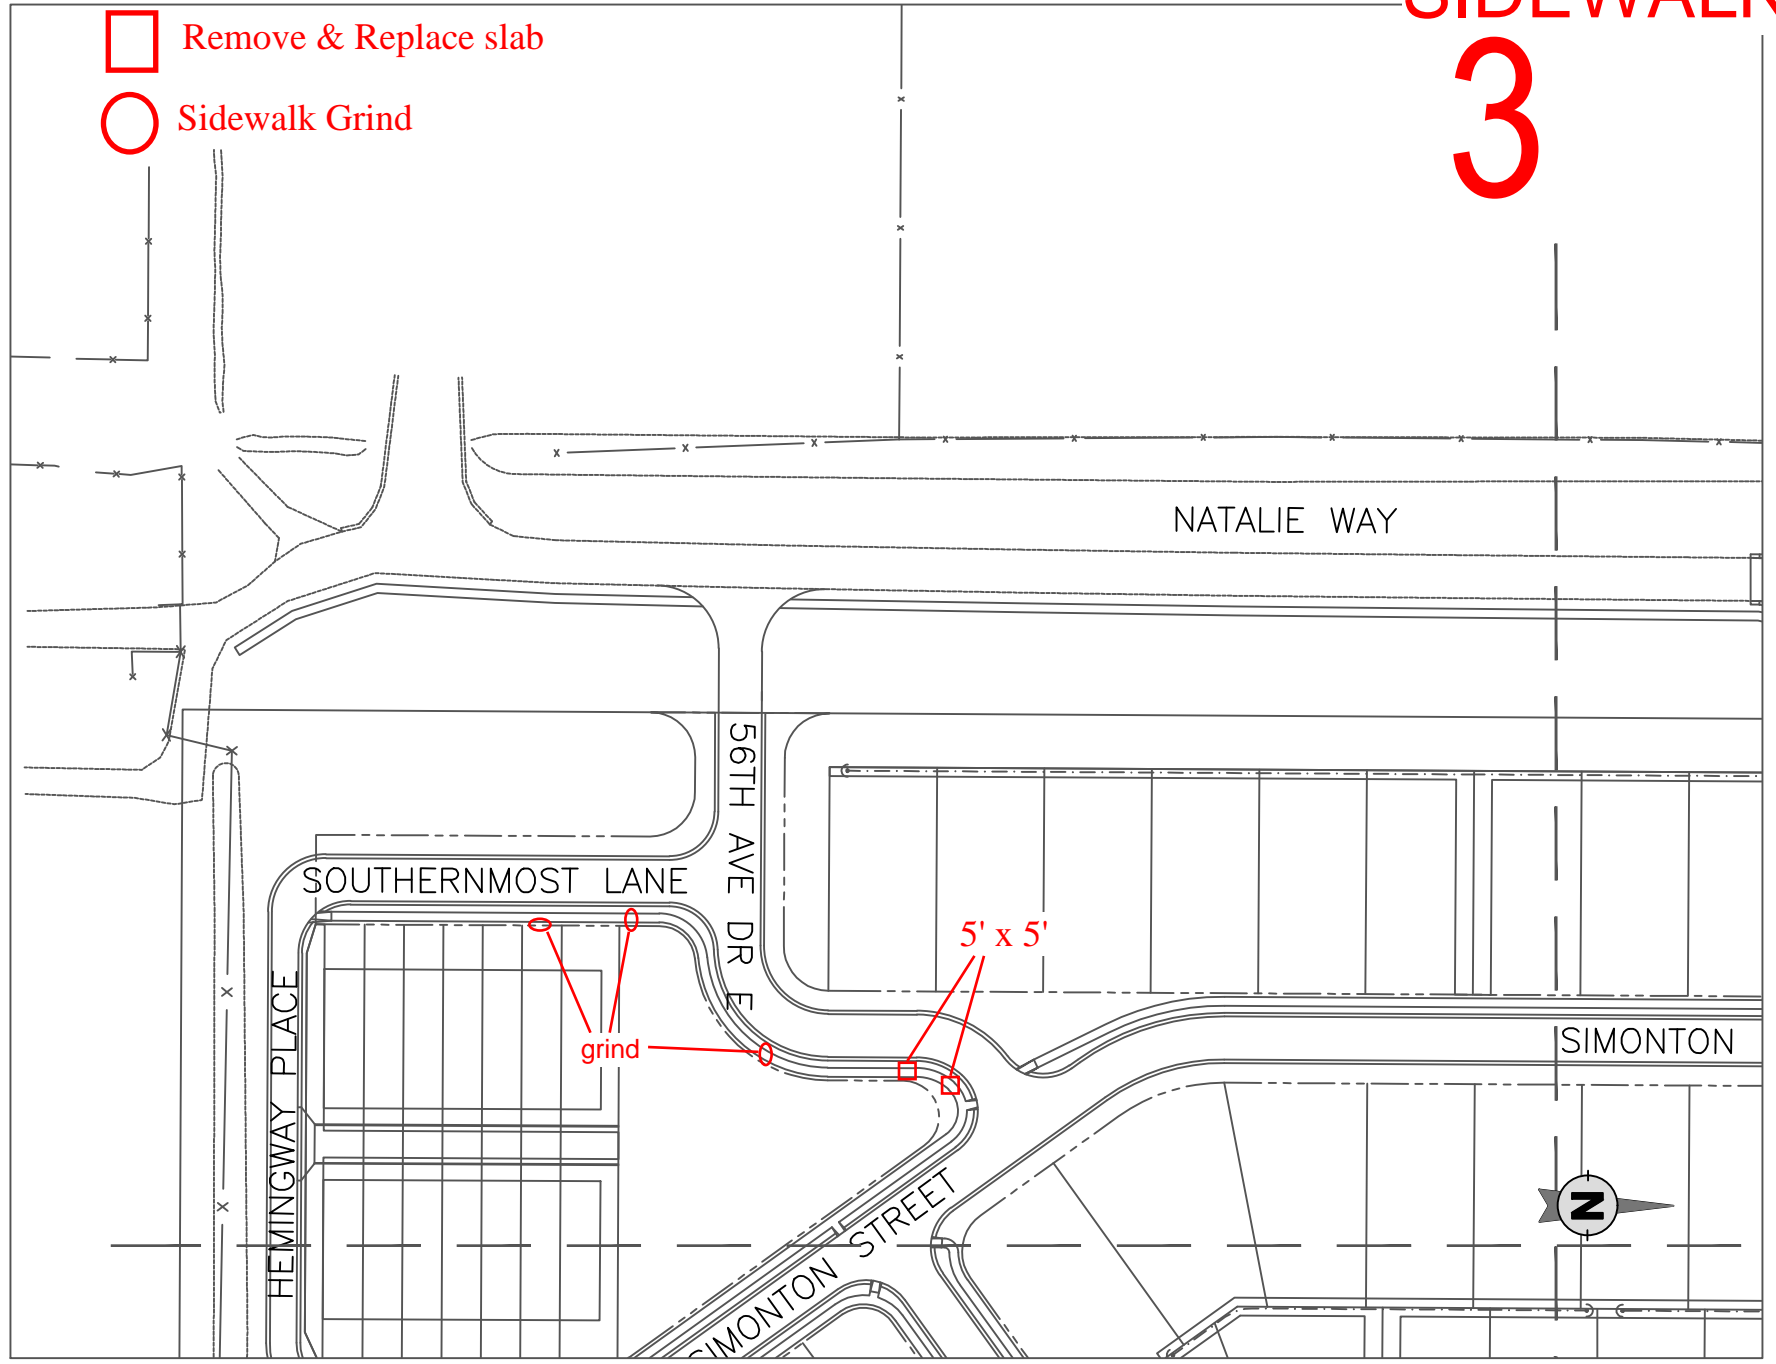 SIDEWALK
3
Remove & Replace slab
Sidewalk Grind
NATALIE WAY
56TH AVE DR E
SOUTHERNMOST LANE
5' x 5'
grind
HEMINGWAY PLACE
SIMONTON
SIMONTON STREET
N